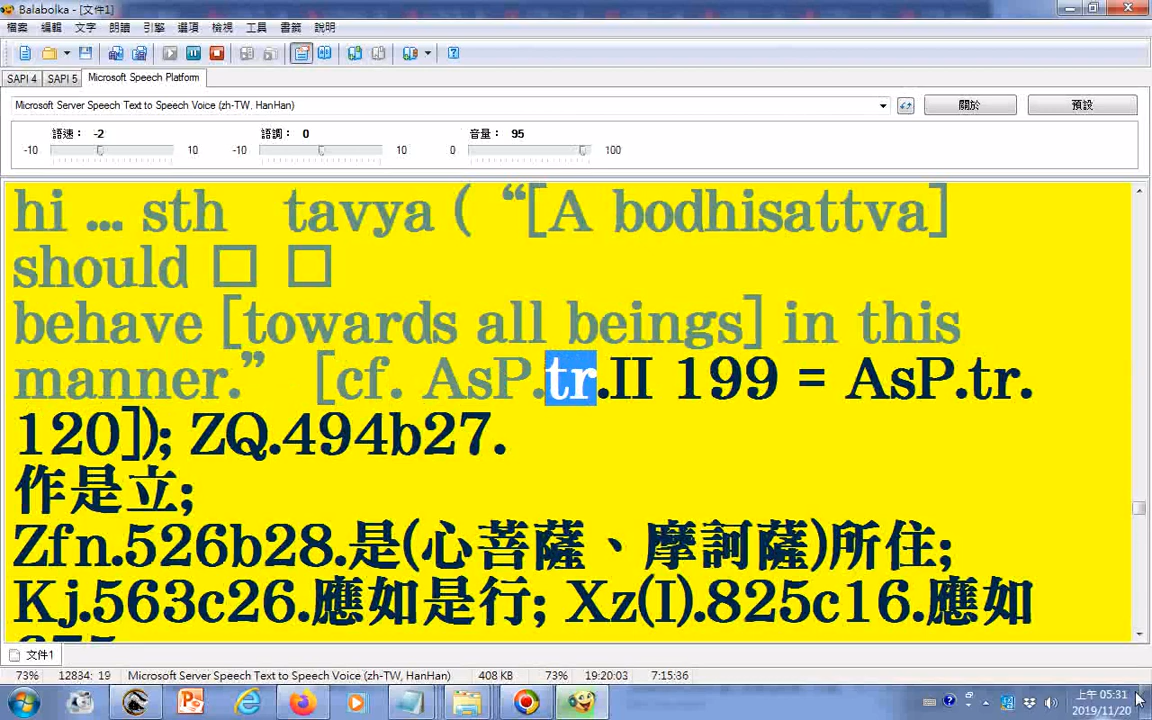 Balabolka - [文件1]
檔案 編輯 文字 朗讀 引擎 選項 檢視 工具 書籤 說明
SAPI 4 SAPI 5 Microsoft Speech Platform
Microsoft Server Speech Text to Speech Voice (zh-TW, HanHan) 關於 預設
語速： -2 語調： 0 音量： 95
-10 10 -10 10 0 100
hi ... sth tavya (“[A bodhisattva]
should □ □
behave [towards all beings] in this
manner.” [cf. AsP.tr.II 199 = AsP.tr.
120]); ZQ.494b27.
作是立;
Zfn.526b28.是(心菩薩、摩訶薩)所住;
Kj.563c26.應如是行; Xz(I).825c16.應如
文件1
73% 12834: 19 Microsoft Server Speech Text to Speech Voice (zh-TW, HanHan) 408 KB 73% 19:20:03 7:15:36
上午 05:31
2019/11/20